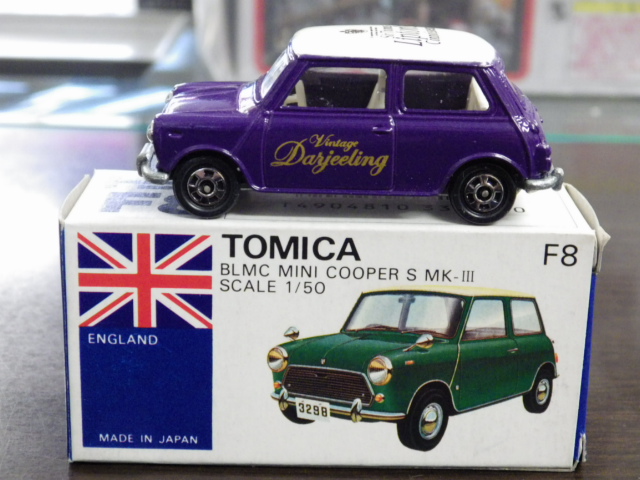 Vintage
Darjeeling
TOMICA
F8
BLMC MINI COOPER S MK-III
SCALE 1/50
ENGLAND
3298
MADE IN JAPAN